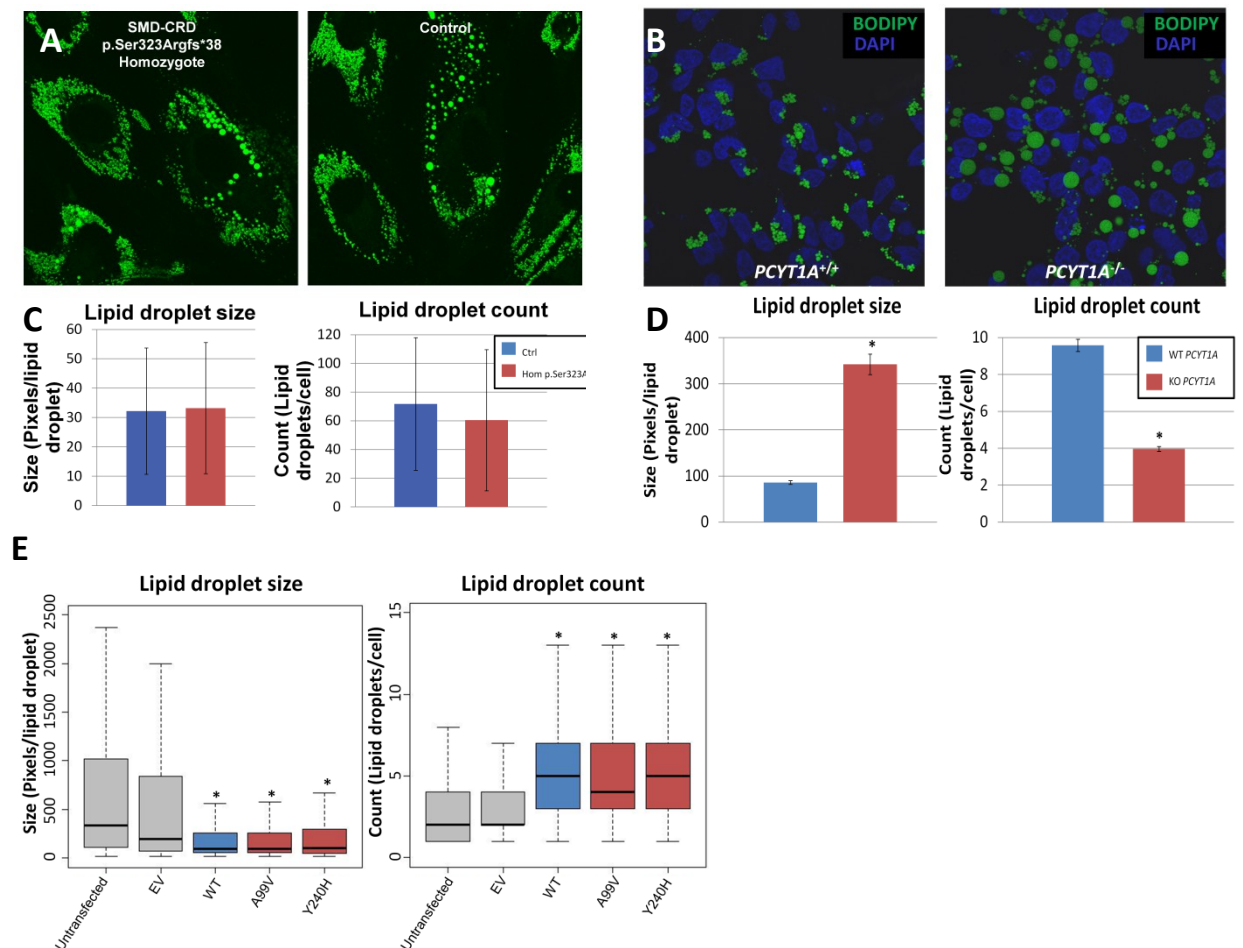 A
SMD-CRD
p.Ser323Argfs*38
Homozygote
Control
B
BODIPY
DAPI
PCYT1A+/+
BODIPY
DAPI
PCYT1A-/-
C
Lipid droplet size
Size (Pixels/lipid
droplet)
60
50
40
30
20
10
0
Lipid droplet count
Count (Lipid
droplets/cell)
120
100
80
60
40
20
0
Ctrl
Hom p.Ser323A
D
Lipid droplet size
Size (Pixels/lipid
droplet)
400
300
200
100
0
*
Lipid droplet count
Count (Lipid
droplets/cell)
10
8
6
4
2
0
*
WT PCYT1A
KO PCYT1A
E
Lipid droplet size
Size (Pixels/lipid droplet)
2500
2000
1500
1000
500
0
* * *
Untransfected
EV
WT
A99V
Y240H
Lipid droplet count
Count (Lipid droplets/cell)
15
10
5
0
* * *
Untransfected
EV
WT
A99V
Y240H